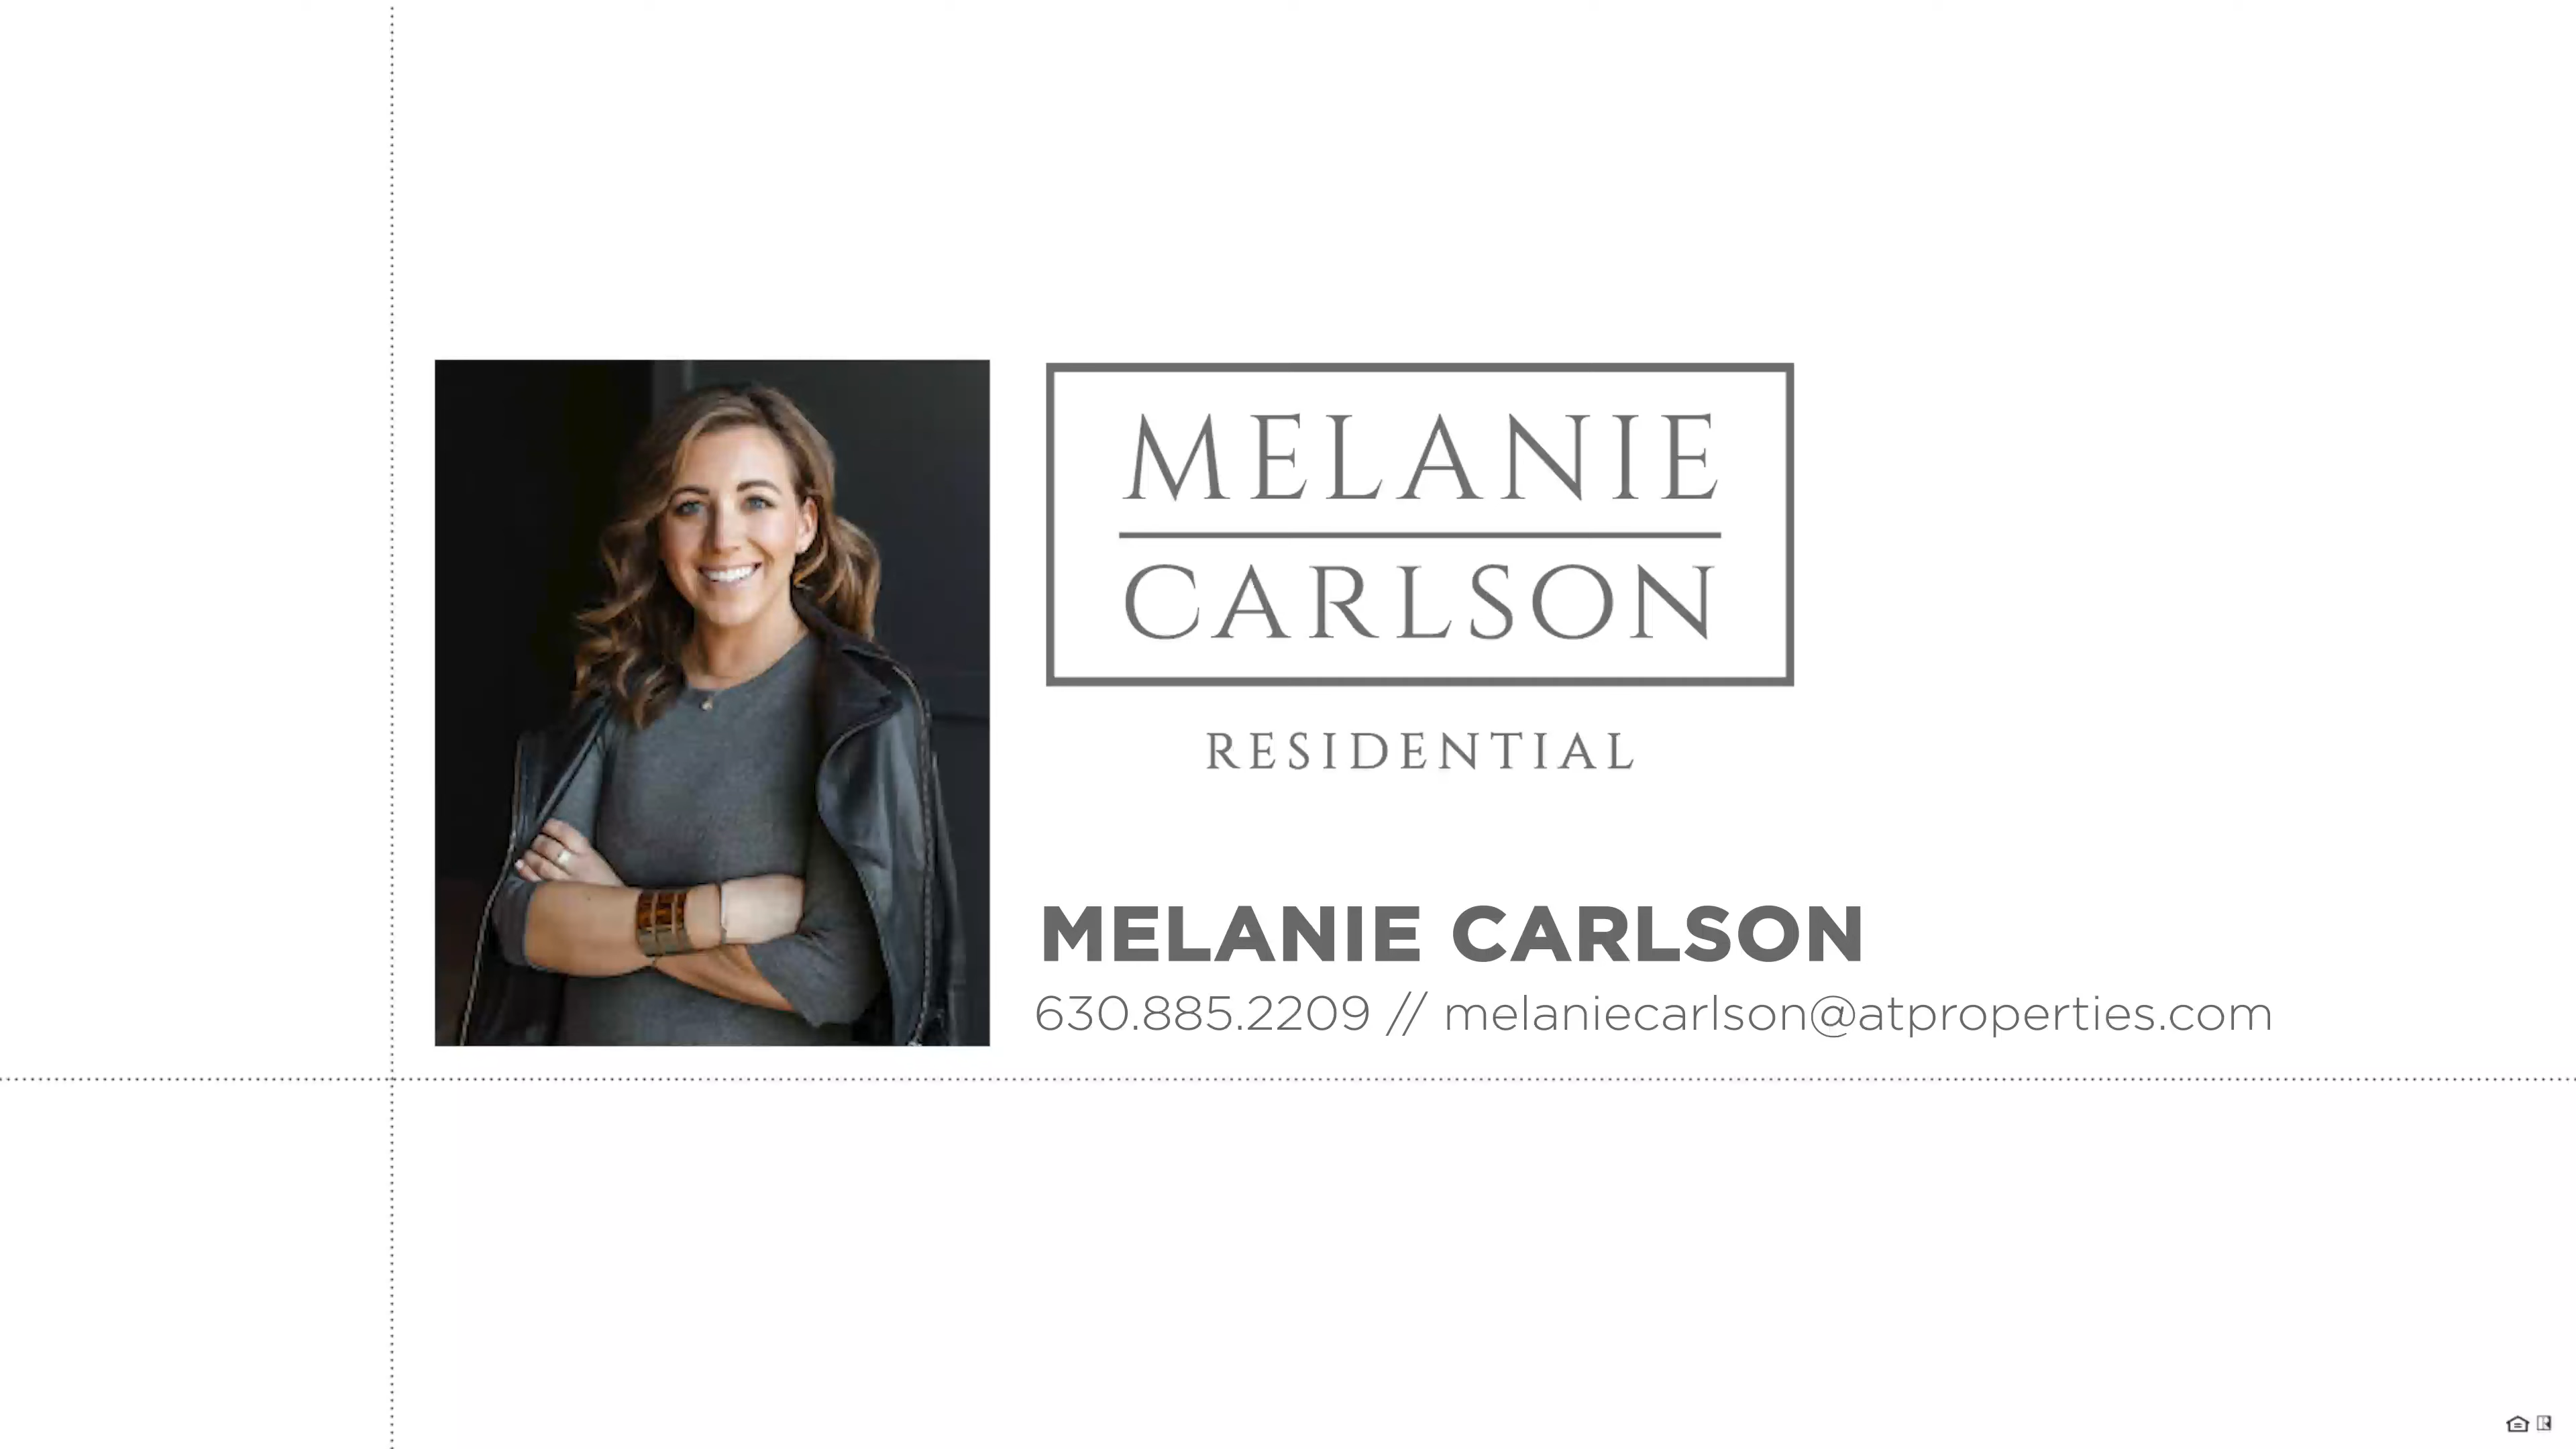 MELANIE
CARLSON
RESIDENTIAL
MELANIE CARLSON
630.885.2209 // melaniecarlson@atproperties.com